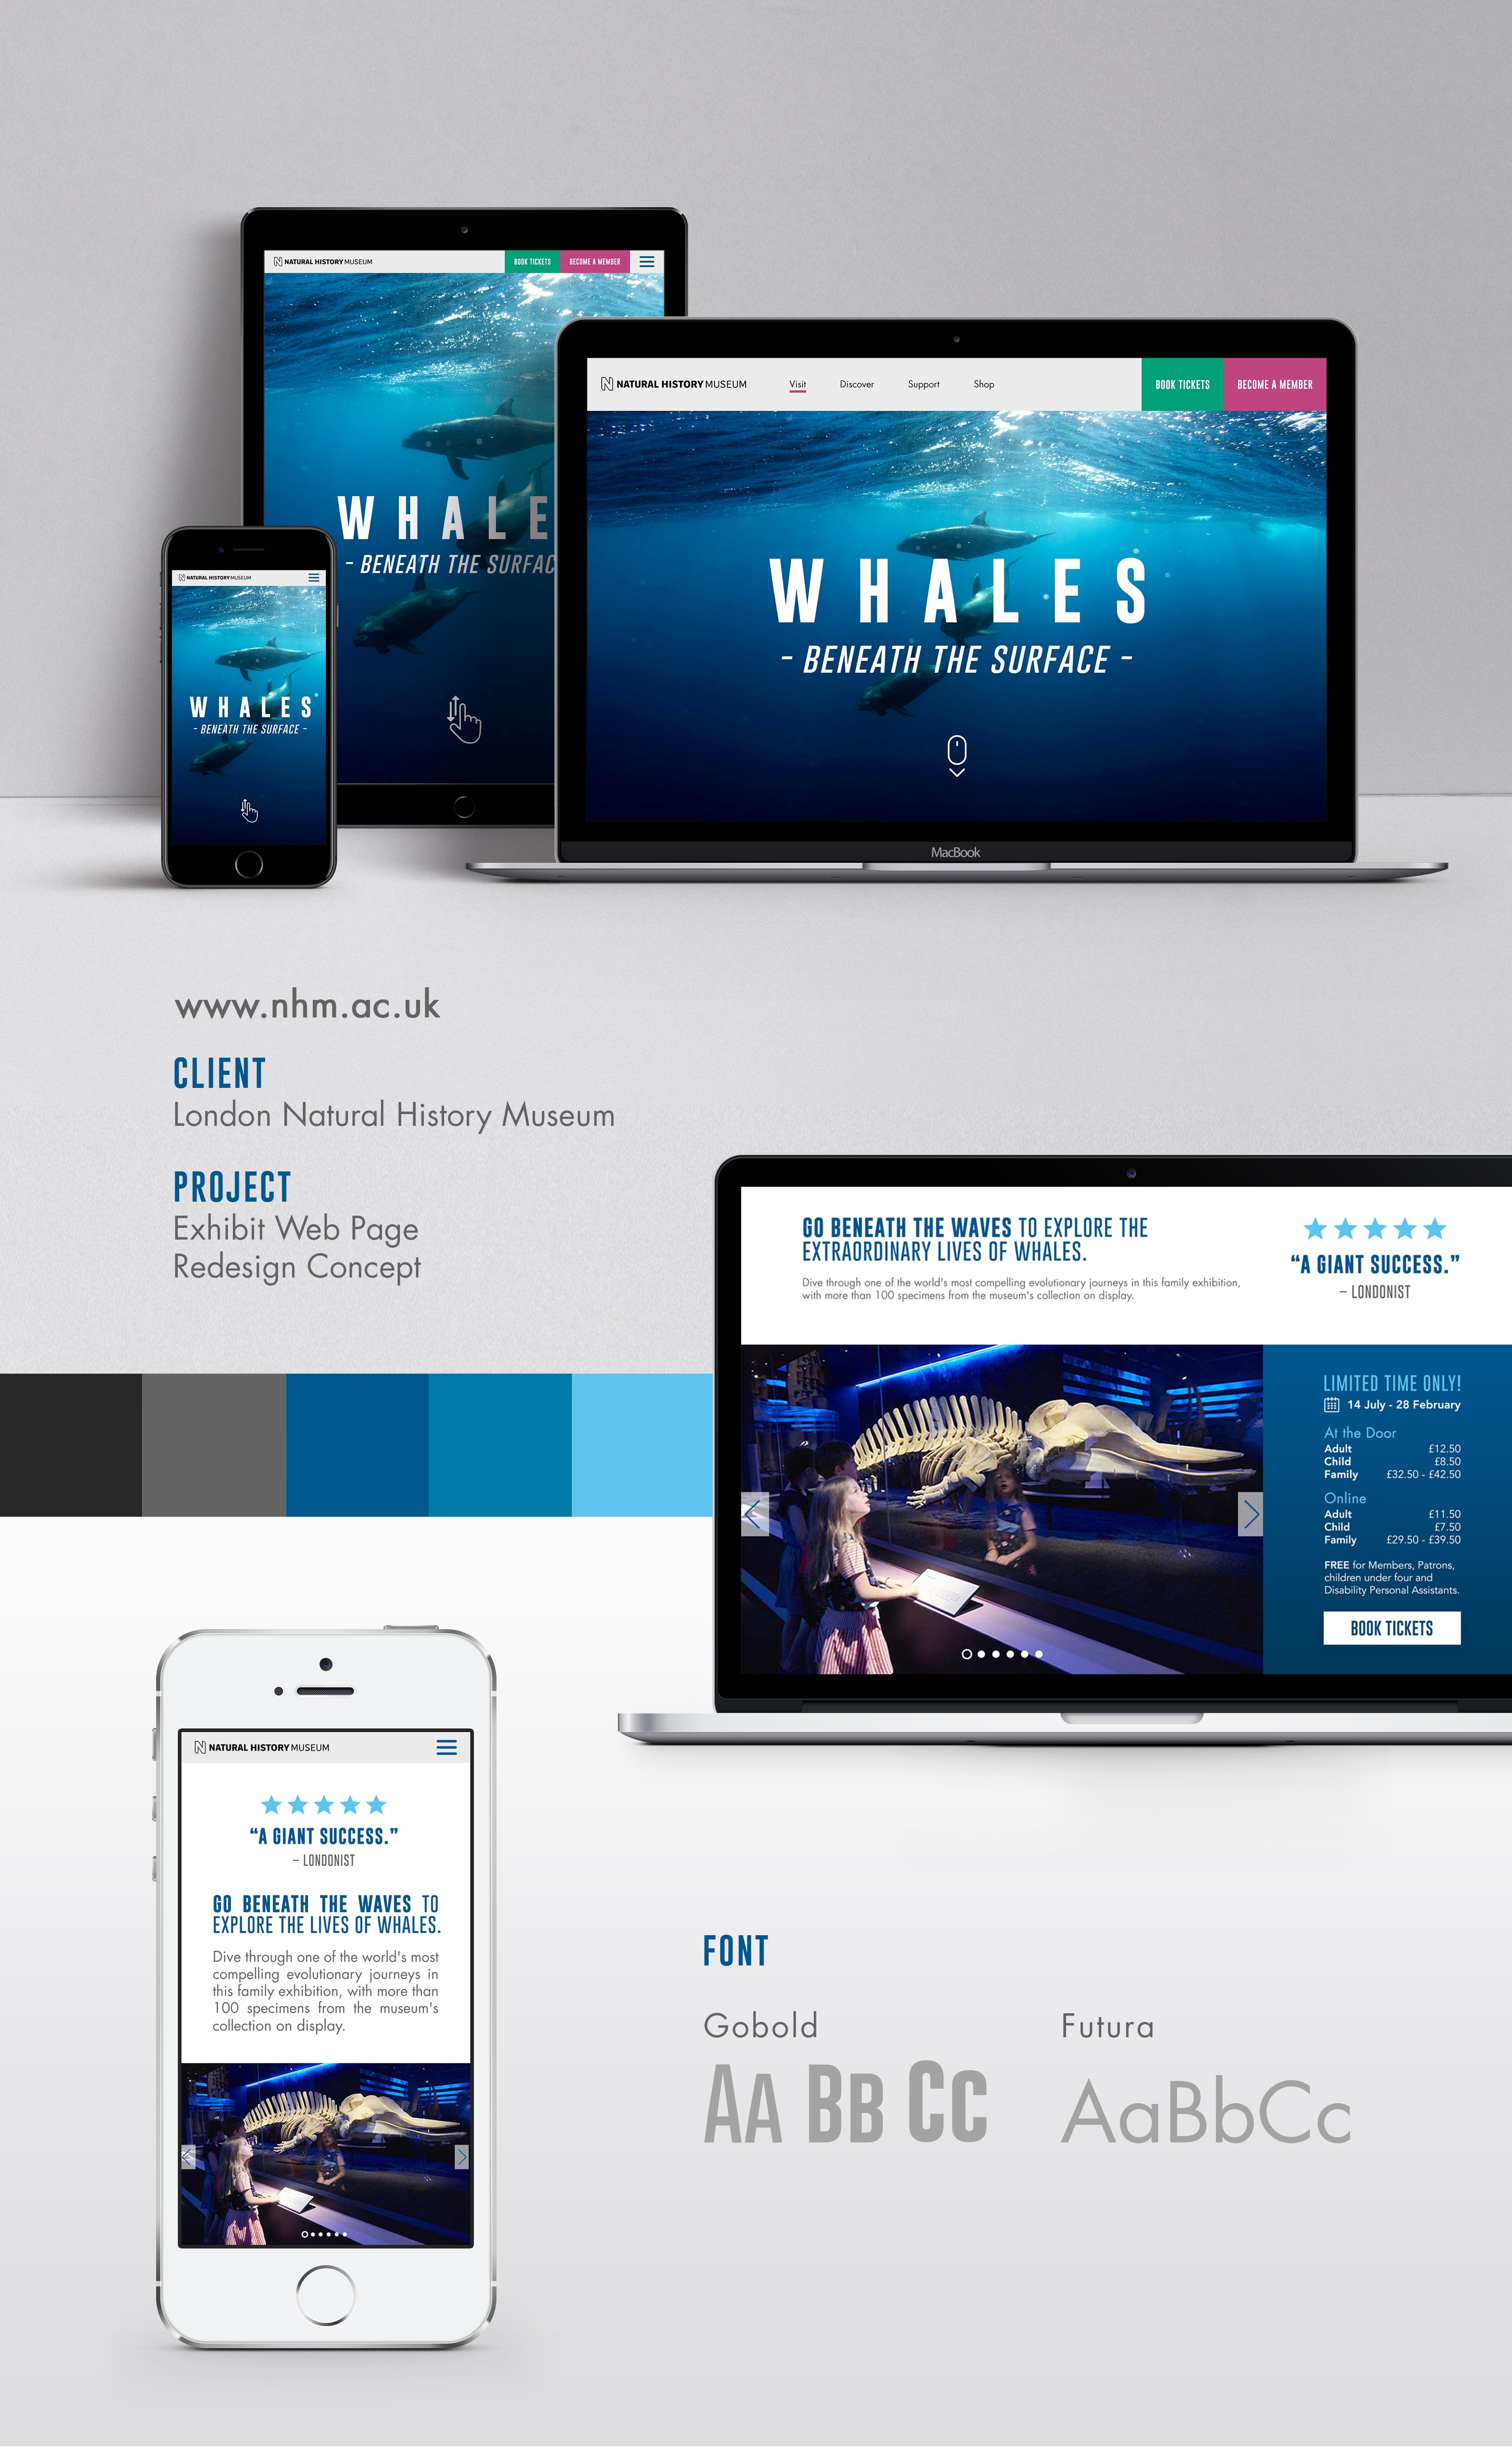 NATURAL HISTORY MUSEUM
BOOK TICKETS
BECOME A MEMBER
WHALE
- BENEATH THE SURFAC
NATURAL HISTORY MUSEUM
Visit
Discover
Support
Shop
BOOK TICKETS
BECOME A MEMBER
WHALES
- BENEATH THE SURFACE -
MacBook
NATURAL HISTORY MUSEUM
WHALES
- BENEATH THE SURFACE -
www.nhm.ac.uk
CLIENT
London Natural History Museum
PROJECT
Exhibit Web Page
Redesign Concept
GO BENEATH THE WAVES TO EXPLORE THE
EXTRAORDINARY LIVES OF WHALES.
Dive through one of the world's most compelling evolutionary journeys in this family exhibition,
with more than 100 specimens from the museum's collection on display.
“A GIANT SUCCESS.”
– LONDONIST
LIMITED TIME ONLY!
14 July - 28 February
At the Door
Adult £12.50
Child £8.50
Family £32.50 - £42.50
Online
Adult £11.50
Child £7.50
Family £29.50 - £39.50
FREE for Members, Patrons,
children under four and
Disability Personal Assistants.
BOOK TICKETS
NATURAL HISTORY MUSEUM
“A GIANT SUCCESS.”
– LONDONIST
GO BENEATH THE WAVES TO
EXPLORE THE LIVES OF WHALES.
Dive through one of the world's most
compelling evolutionary journeys in
this family exhibition, with more than
100 specimens from the museum's
collection on display.
FONT
Gobold
AA BB CC
Futura
AaBbCc